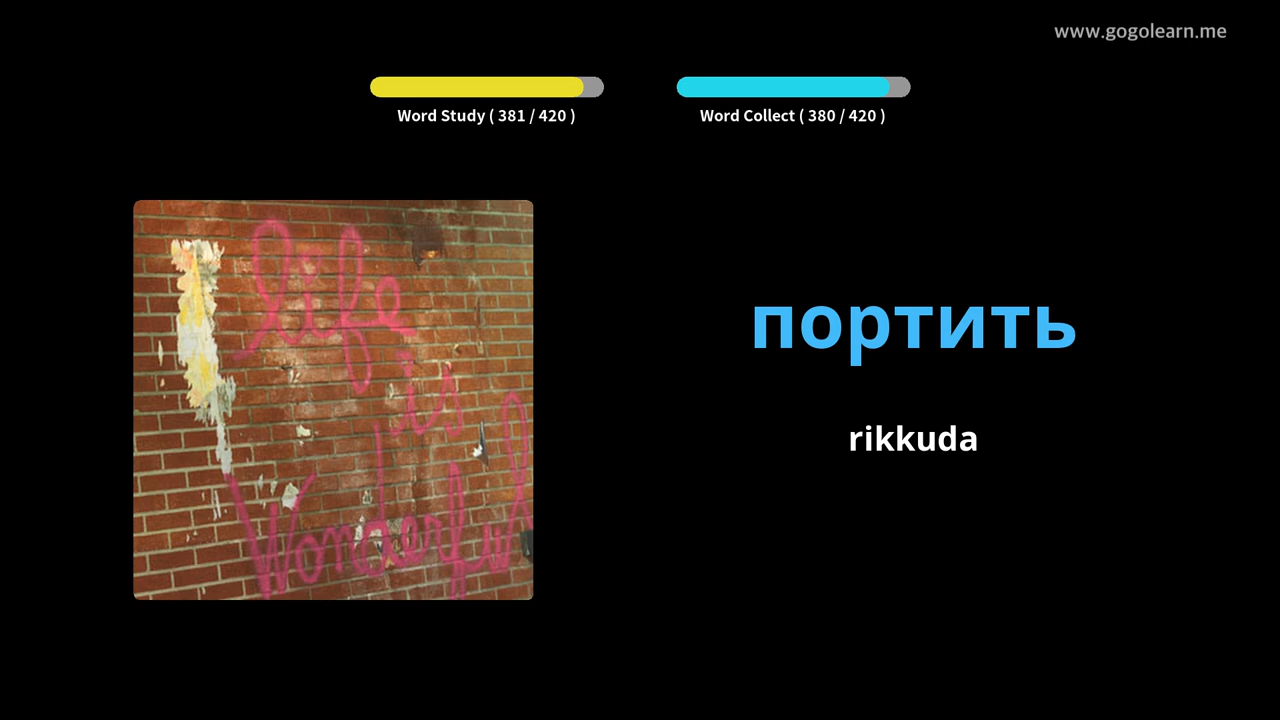 www.gogolearn.me
Word Study ( 381 / 420 )
Word Collect ( 380 / 420 )
life
is
Wonderful
портить
rikkuda